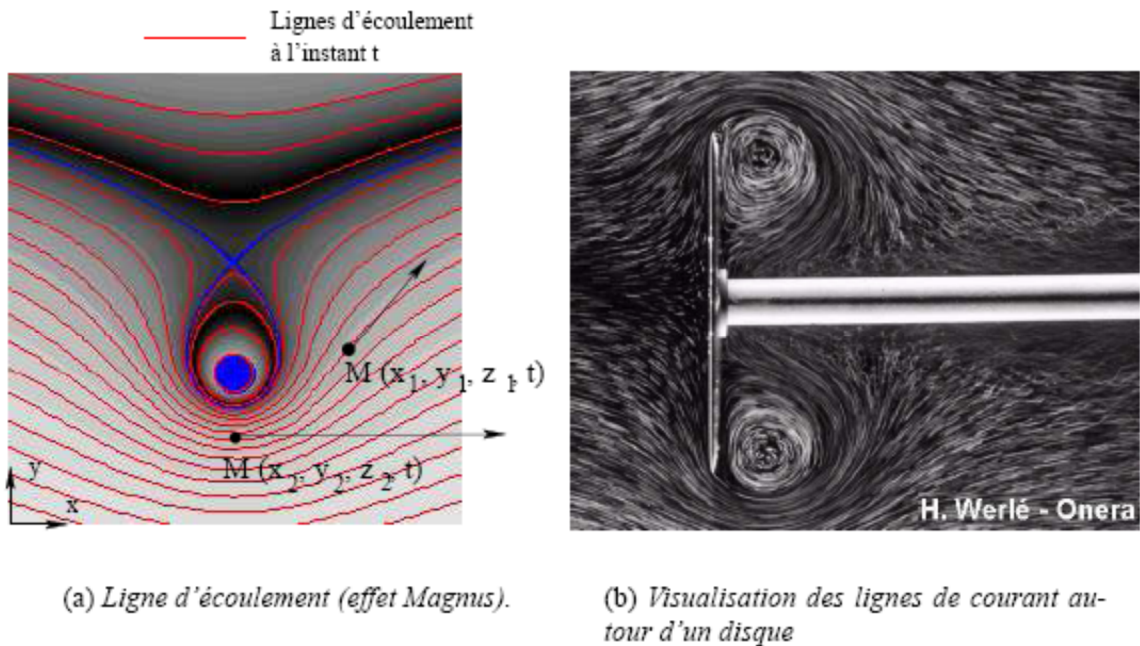 Lignes d'écoulement
à l'instant t
M (x₁, y₁, z₁, t)
M (x₂, y₂, z₂, t)
y
x
H. Werlé - Onera
(a) Ligne d'écoulement (effet Magnus).
(b) Visualisation des lignes de courant au-
tour d'un disque